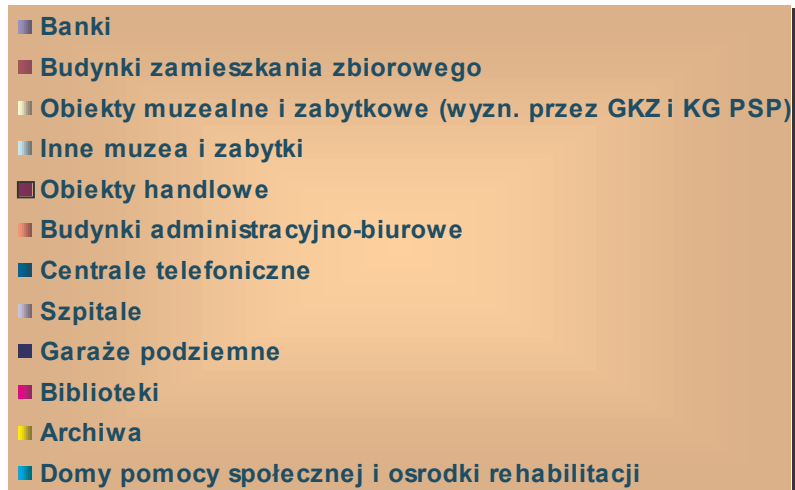 Banki
Budynki zamieszkania zbiorowego
Obiekty muzealne i zabytkowe (wyzn. przez GKZ i KG PSP)
Inne muzea i zabytki
Obiekty handlowe
Budynki administracyjno-biurowe
Centrale telefoniczne
Szpitale
Garaże podziemne
Biblioteki
Archiwa
Domy pomocy społecznej i osrodki rehabilitacji